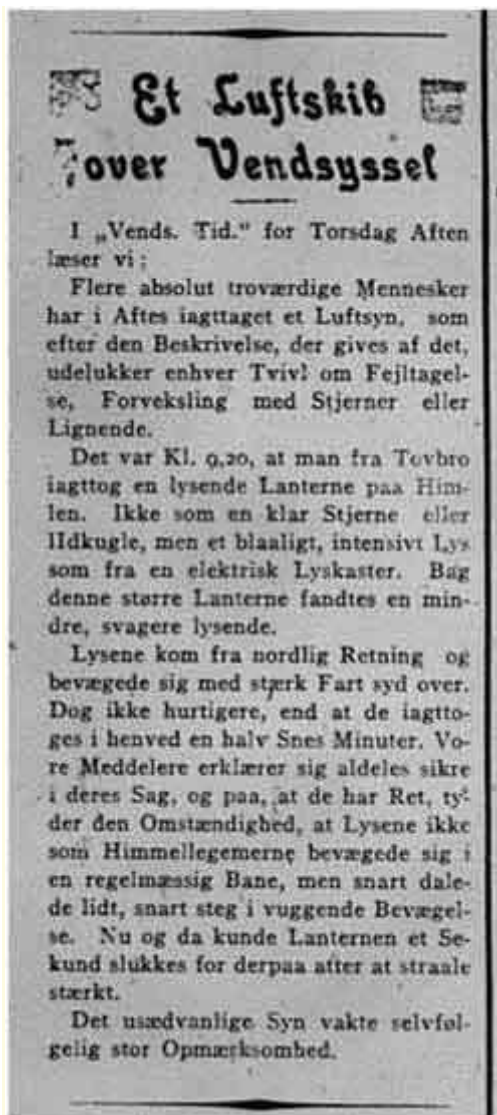 Et Luftskib
over Vendsyssel
I „Vends. Tid.“ for Torsdag Aften
læser vi:
Flere absolut troværdige Mennesker
har i Aftes iagttaget et Luftsyn, som
efter den Beskrivelse, der gives af det,
udelukker enhver Tvivl om Fejltagel-
se, Forveksling med Stjerner eller
Lignende.
Det var Kl. 9,20, at man fra Tovbro
iagttog en lysende Lanterne paa Him-
len. Ikke som en klar Stjerne eller
Ildkugle, men et blaaligt, intensivt Lys
som fra en elektrisk Lyskaster. Bag
denne større Lanterne fandtes en min-
dre, svagere lysende.
Lysene kom fra nordlig Retning og
bevægede sig med stærk Fart syd over.
Dog ikke hurtigere, end at de iagtto-
ges i henved en halv Snes Minuter. Vo-
re Meddelere erklærer sig aldeles sikre
i deres Sag, og paa, at de har Ret, ty-
der den Omstændighed, at Lysene ikke
som Himmellegemerne bevægede sig i
en regelmæssig Bane, men snart dale-
de lidt, snart steg i vuggende Bevægel-
se. Nu og da kunde Lanternen et Se-
kund slukkes for derpaa atter at straale
stærkt.
Det usædvanlige Syn vakte selvføl-
gelig stor Opmærksomhed.